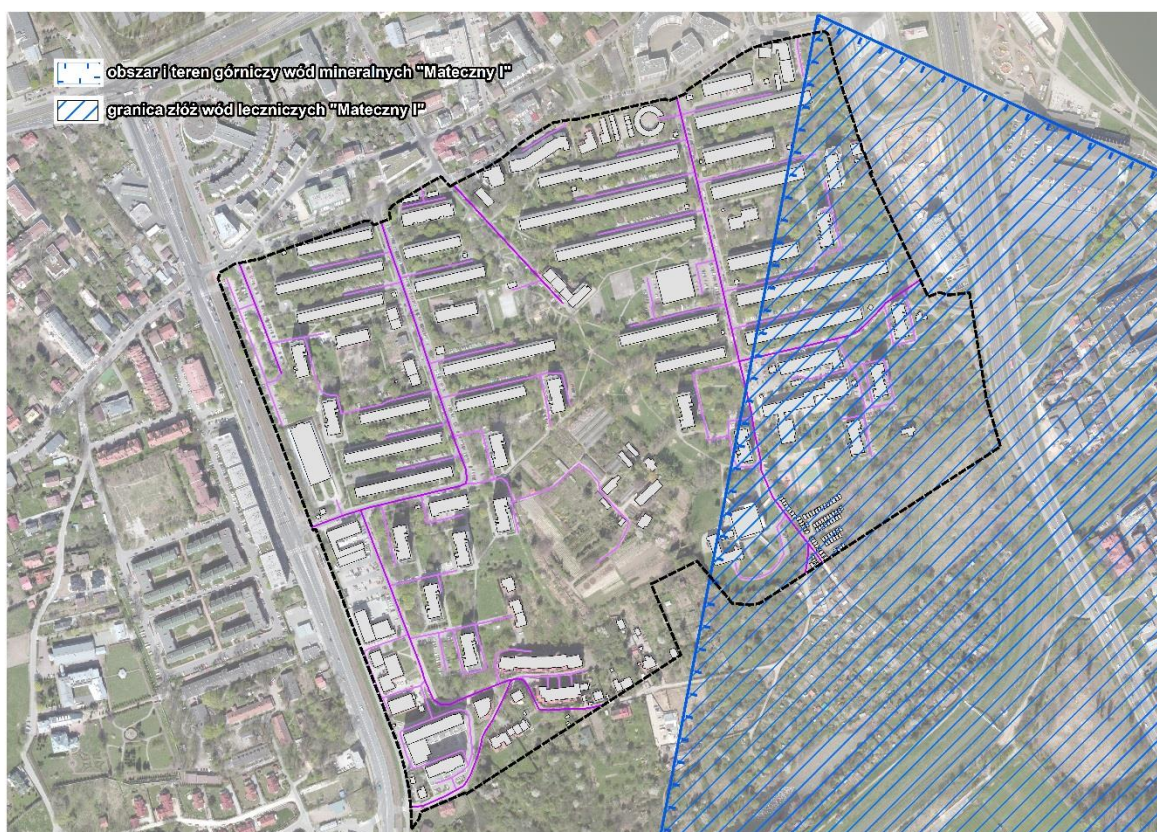 obszar i teren górniczy wód mineralnych "Mateczny I"
granica złóż wód leczniczych "Mateczny I"